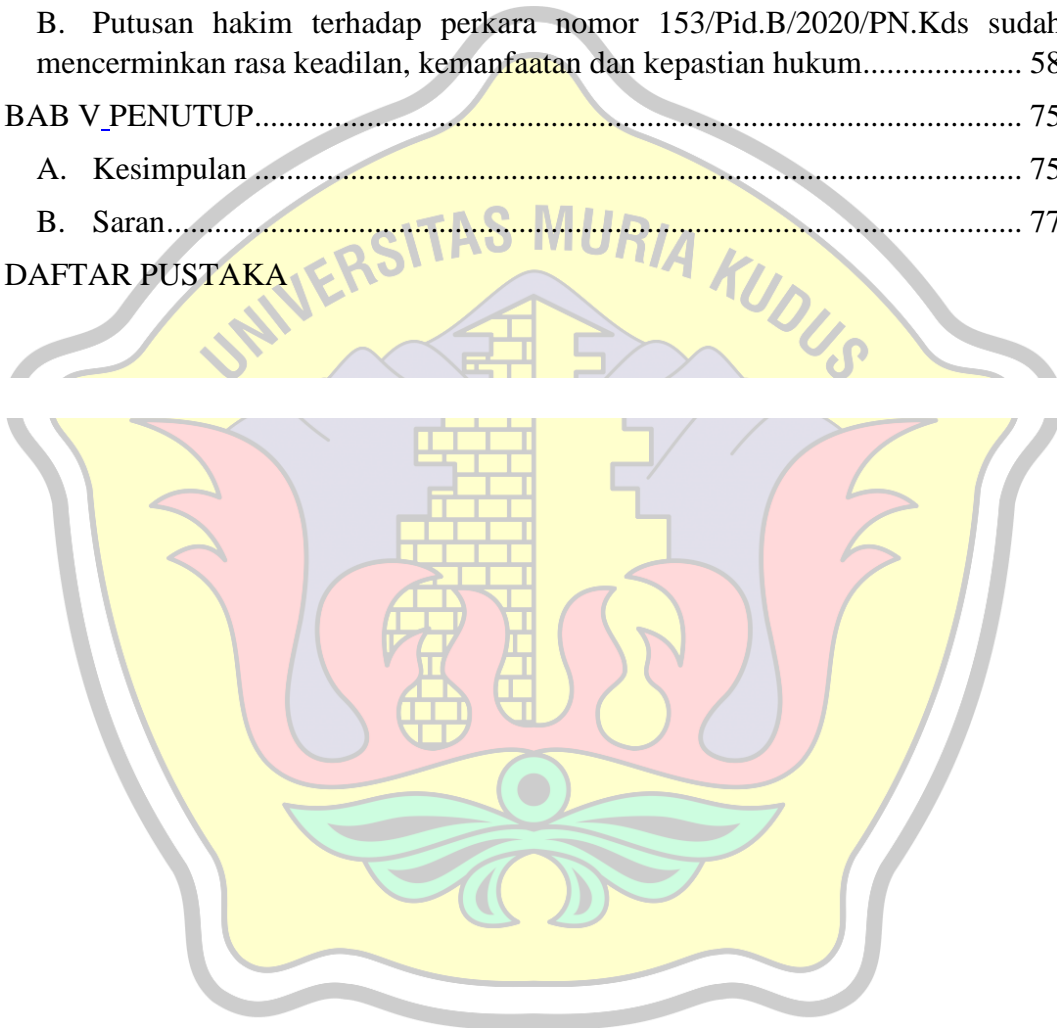 B. Putusan hakim terhadap perkara nomor 153/Pid.B/2020/PN.Kds sudah
mencerminkan rasa keadilan, kemanfaatan dan kepastian hukum................... 58
BAB V PENUTUP............................................................................................ 75
A. Kesimpulan ............................................................................................ 75
B. Saran...................................................................................................... 77
DAFTAR PUSTAKA
UNIVERSITAS MURIA KUDUS